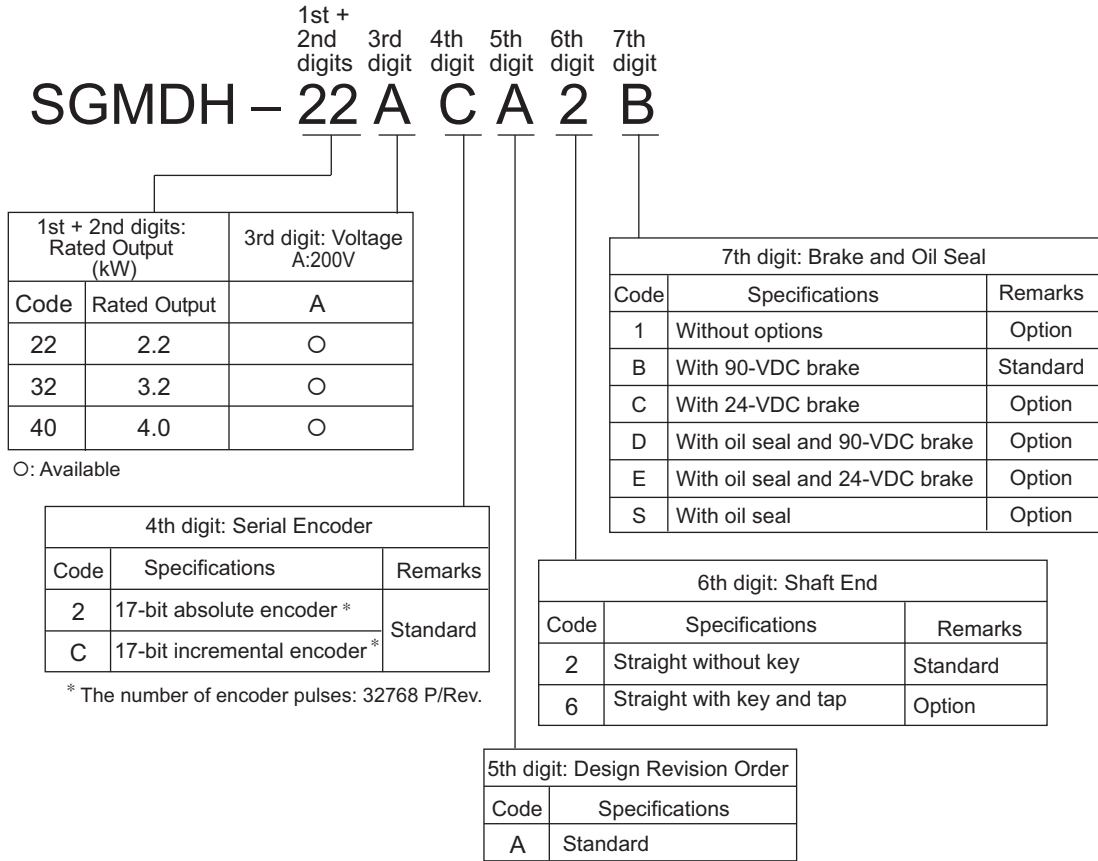 1st +
2nd 3rd 4th 5th 6th 7th
digits digit digit digit digit digit
SGMDH – 22 A C A 2 B
1st + 2nd digits:
Rated Output
(kW)
3rd digit: Voltage
A:200V
Code Rated Output A
22 2.2 O
32 3.2 O
40 4.0 O
O: Available
7th digit: Brake and Oil Seal
Code Specifications Remarks
1 Without options Option
B With 90-VDC brake Standard
C With 24-VDC brake Option
D With oil seal and 90-VDC brake Option
E With oil seal and 24-VDC brake Option
S With oil seal Option
4th digit: Serial Encoder
Code Specifications Remarks
2 17-bit absolute encoder * Standard
C 17-bit incremental encoder *
* The number of encoder pulses: 32768 P/Rev.
6th digit: Shaft End
Code Specifications Remarks
2 Straight without key Standard
6 Straight with key and tap Option
5th digit: Design Revision Order
Code Specifications
A Standard